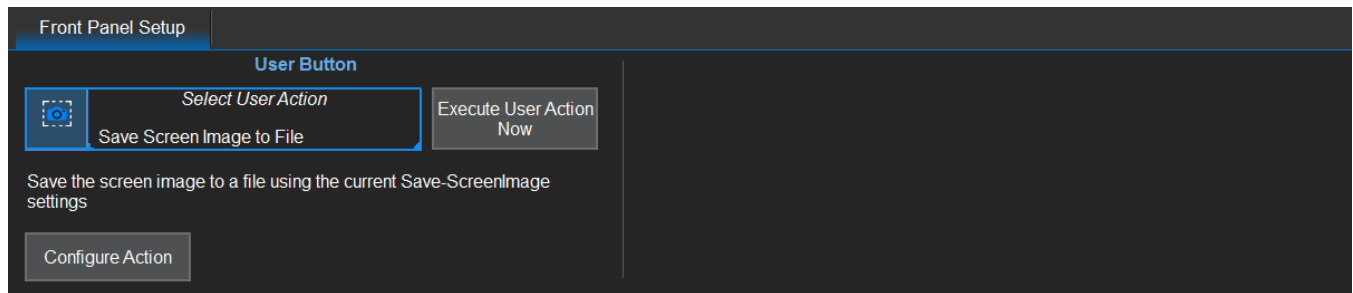 Front Panel Setup
User Button
Select User Action
Save Screen Image to File
Execute User Action
Now
Save the screen image to a file using the current Save-ScreenImage
settings
Configure Action